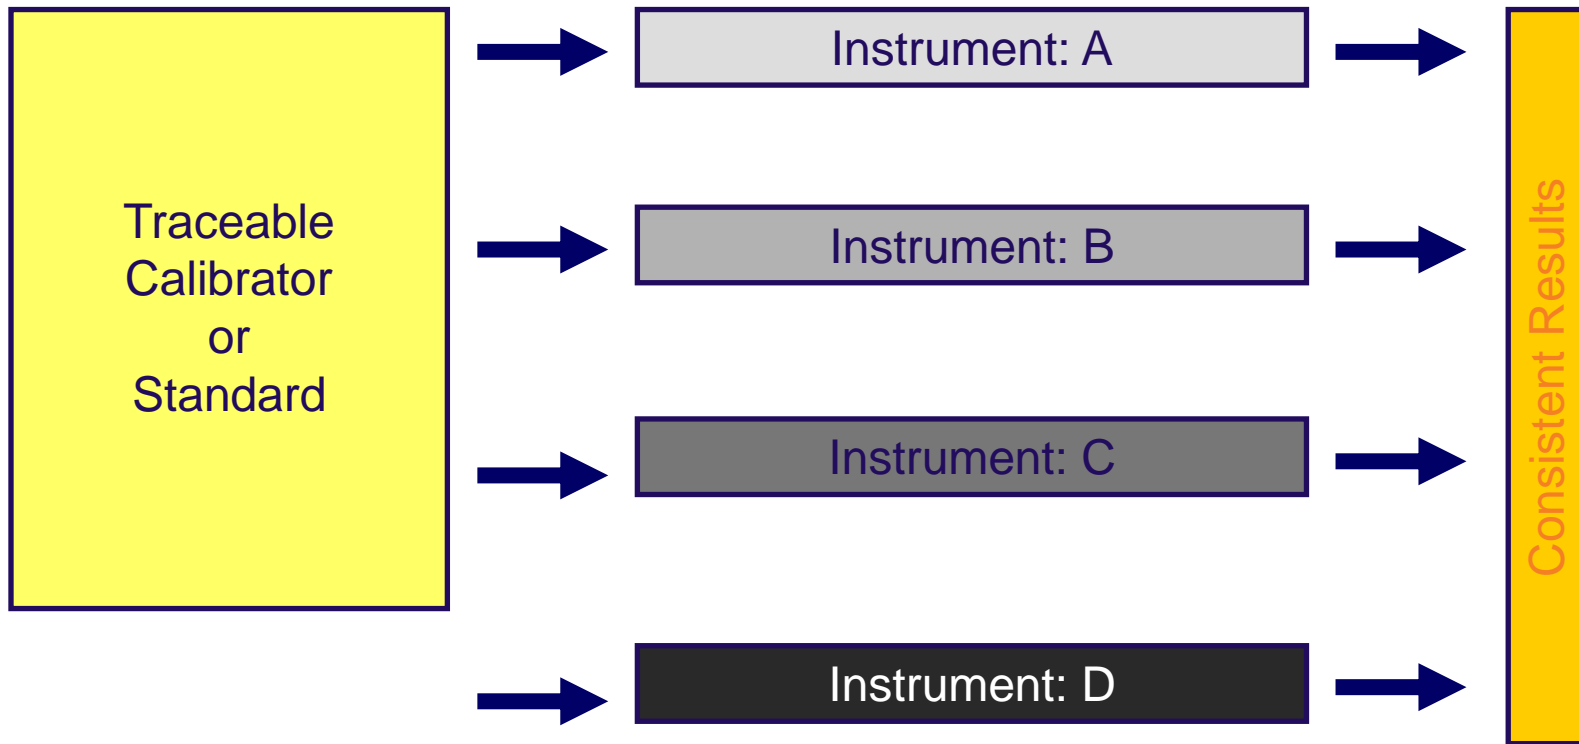 Traceable
Calibrator
or
Standard
Instrument: A
Instrument: B
Instrument: C
Instrument: D
Consistent Results